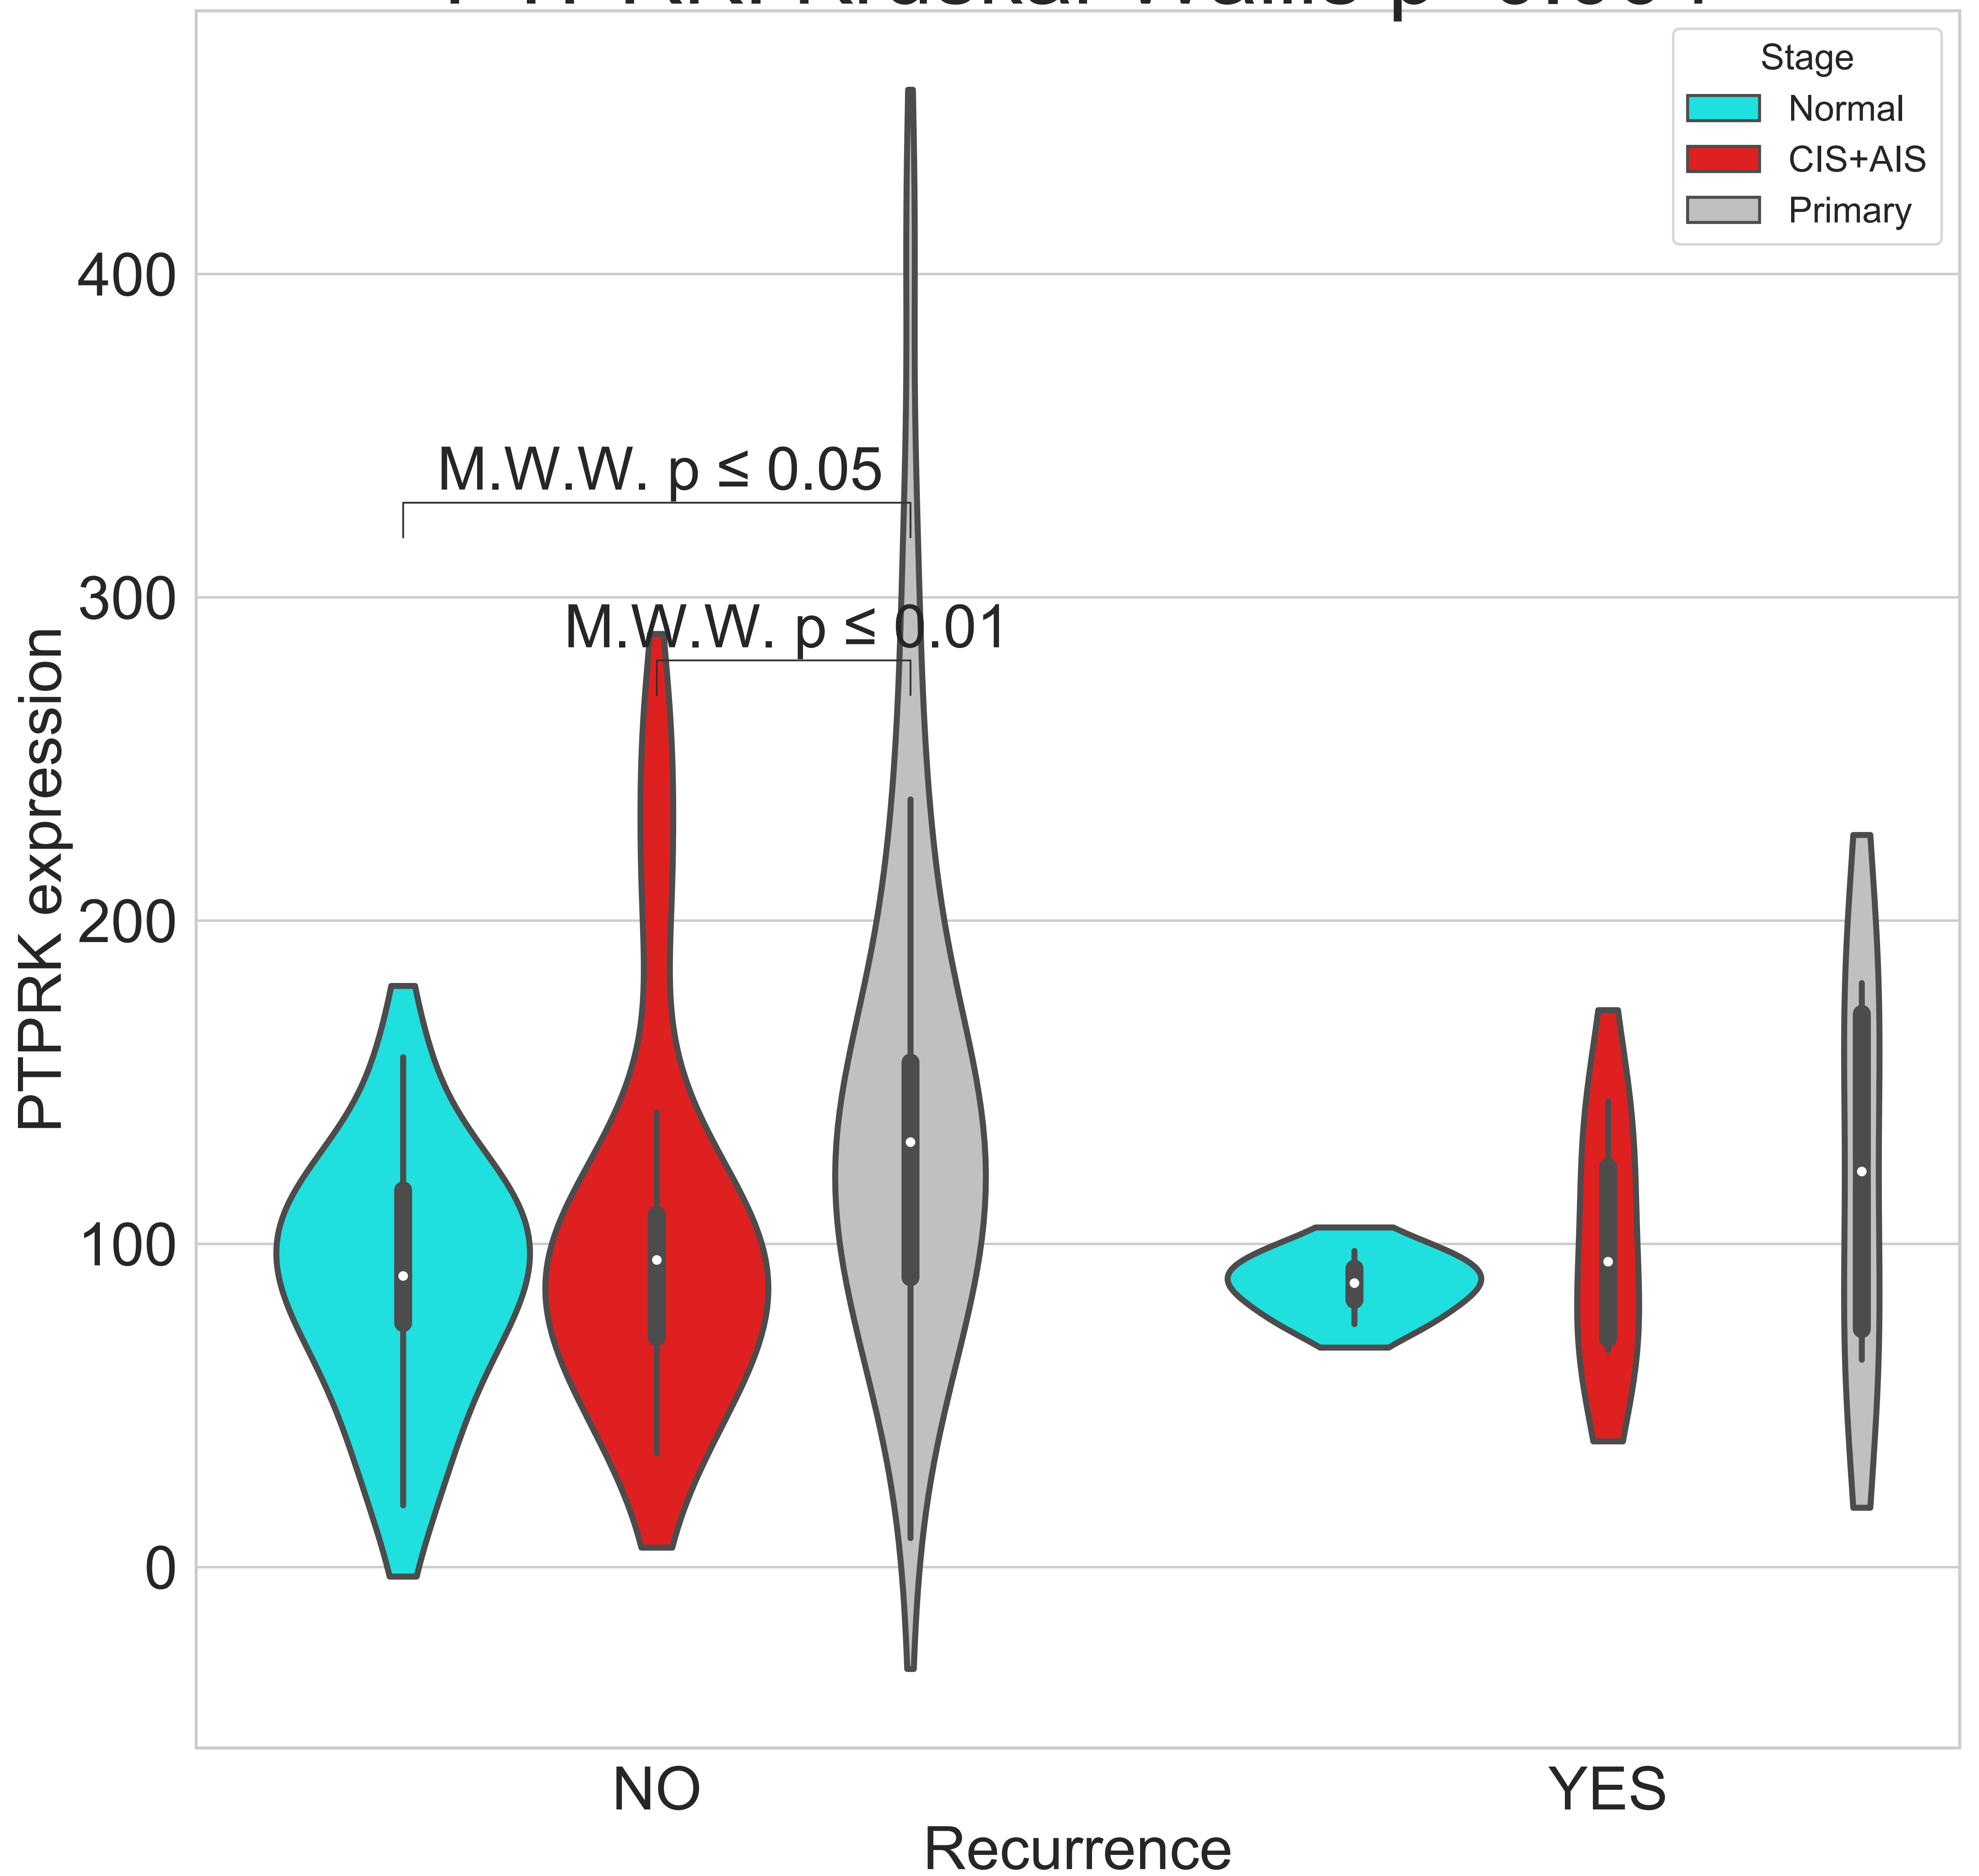 Stage
Normal
CIS+AIS
Primary
400
300
200
100
0
PTPRK expression
M.W.W. p ≤ 0.05
M.W.W. p ≤ 0.01
NO
YES
Recurrence